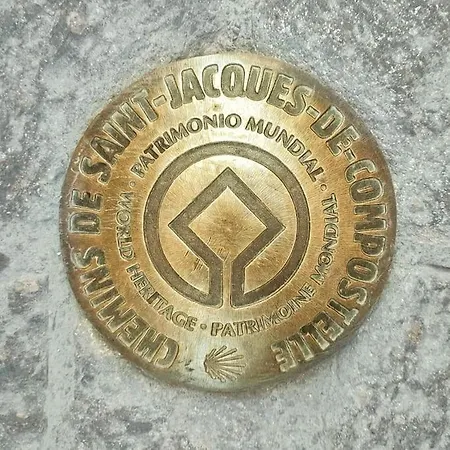 CHEMINS DE SAINT-JACQUES-DE-COMPOSTELLE
WORLD HERITAGE · PATRIMONIO MUNDIAL · PATRIMOINE MONDIAL ·